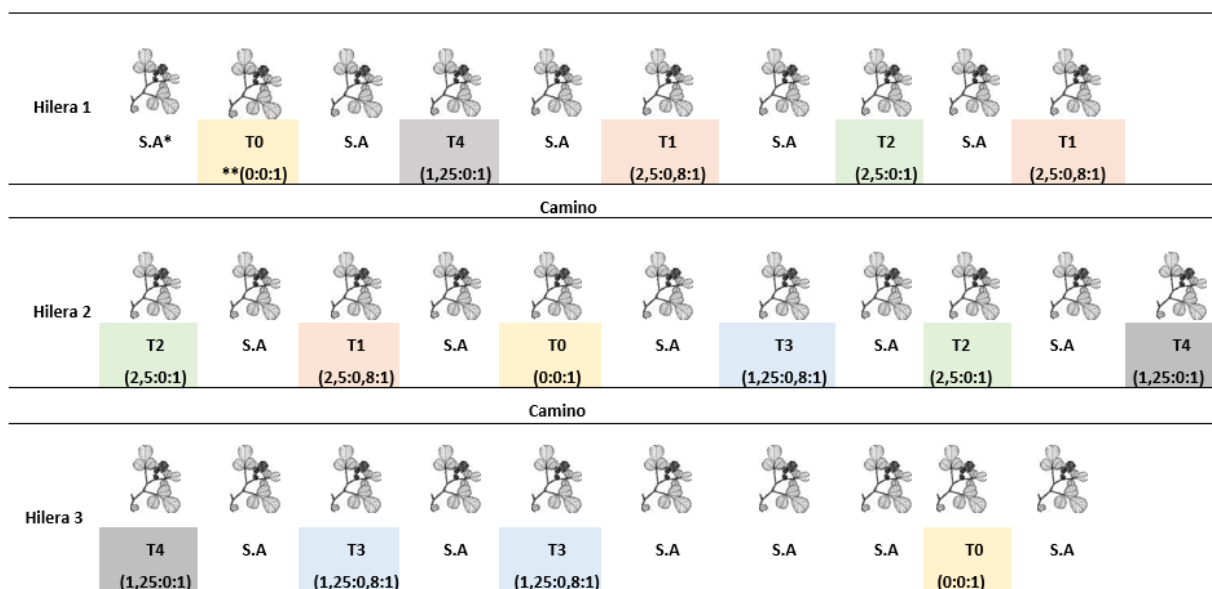 Hilera 1
S.A* T0 S.A T4 S.A T1 S.A T2 S.A T1
**(0:0:1) (1,25:0:1) (2,5:0,8:1) (2,5:0:1) (2,5:0,8:1)
Camino
Hilera 2
T2 S.A T1 S.A T0 S.A T3 S.A T2 S.A T4
(2,5:0:1) (2,5:0,8:1) (0:0:1) (1,25:0,8:1) (2,5:0:1) (1,25:0:1)
Camino
Hilera 3
T4 S.A T3 S.A T3 S.A S.A S.A T0 S.A
(1,25:0:1) (1,25:0,8:1) (1,25:0,8:1) (0:0:1)